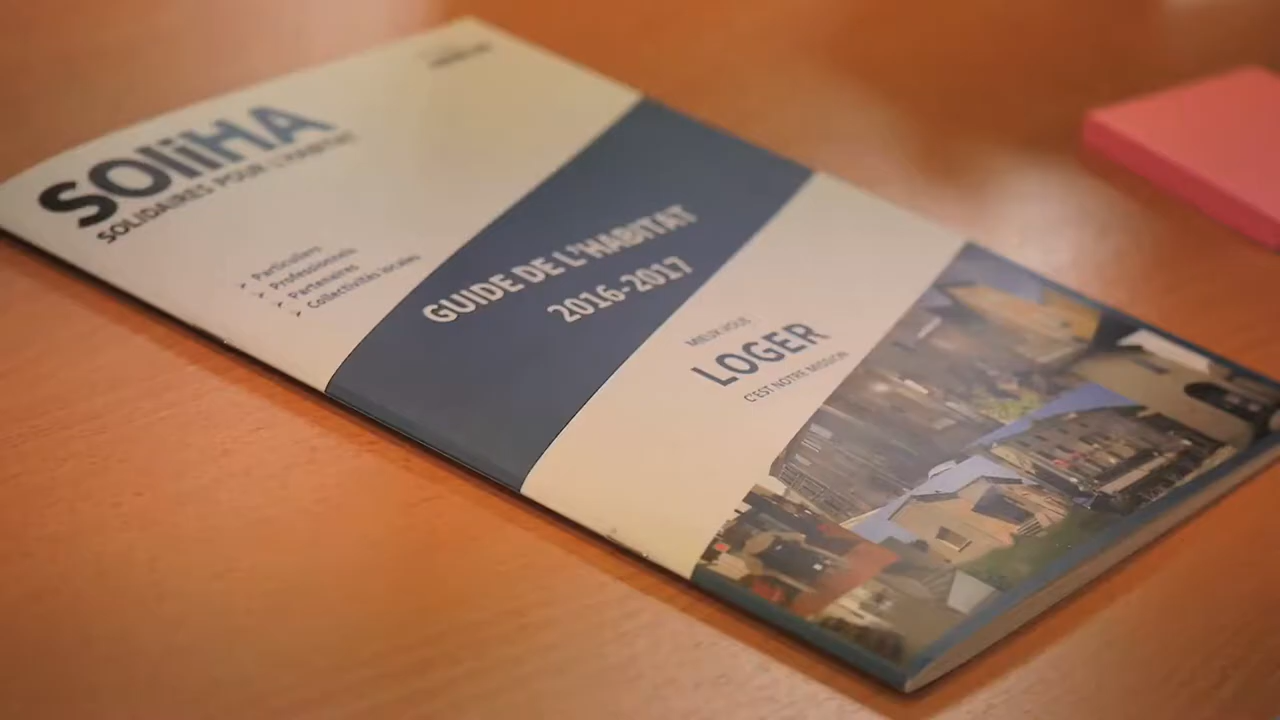 SOliHA
SOLIDAIRES POUR L'HABITAT
Particuliers
Professionnels
Partenaires
Collectivités locales
GUIDE DE L'HABITAT
2016-2017
MIEUX VOUS
LOGER
C'EST NOTRE MISSION